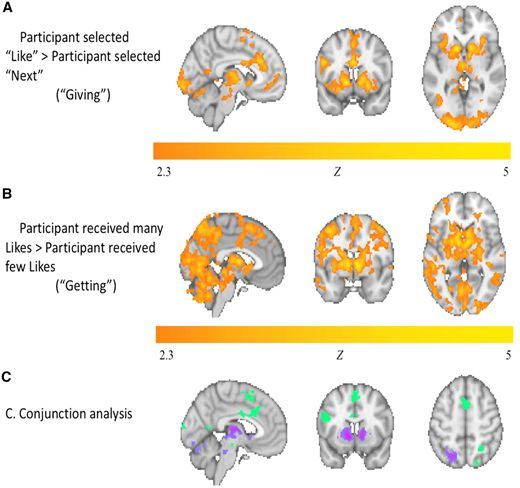 A
Participant selected
“Like” > Participant selected
“Next”
(“Giving”)
2.3 Z 5
B
Participant received many
Likes > Participant received
few Likes
(“Getting”)
2.3 Z 5
C
C. Conjunction analysis